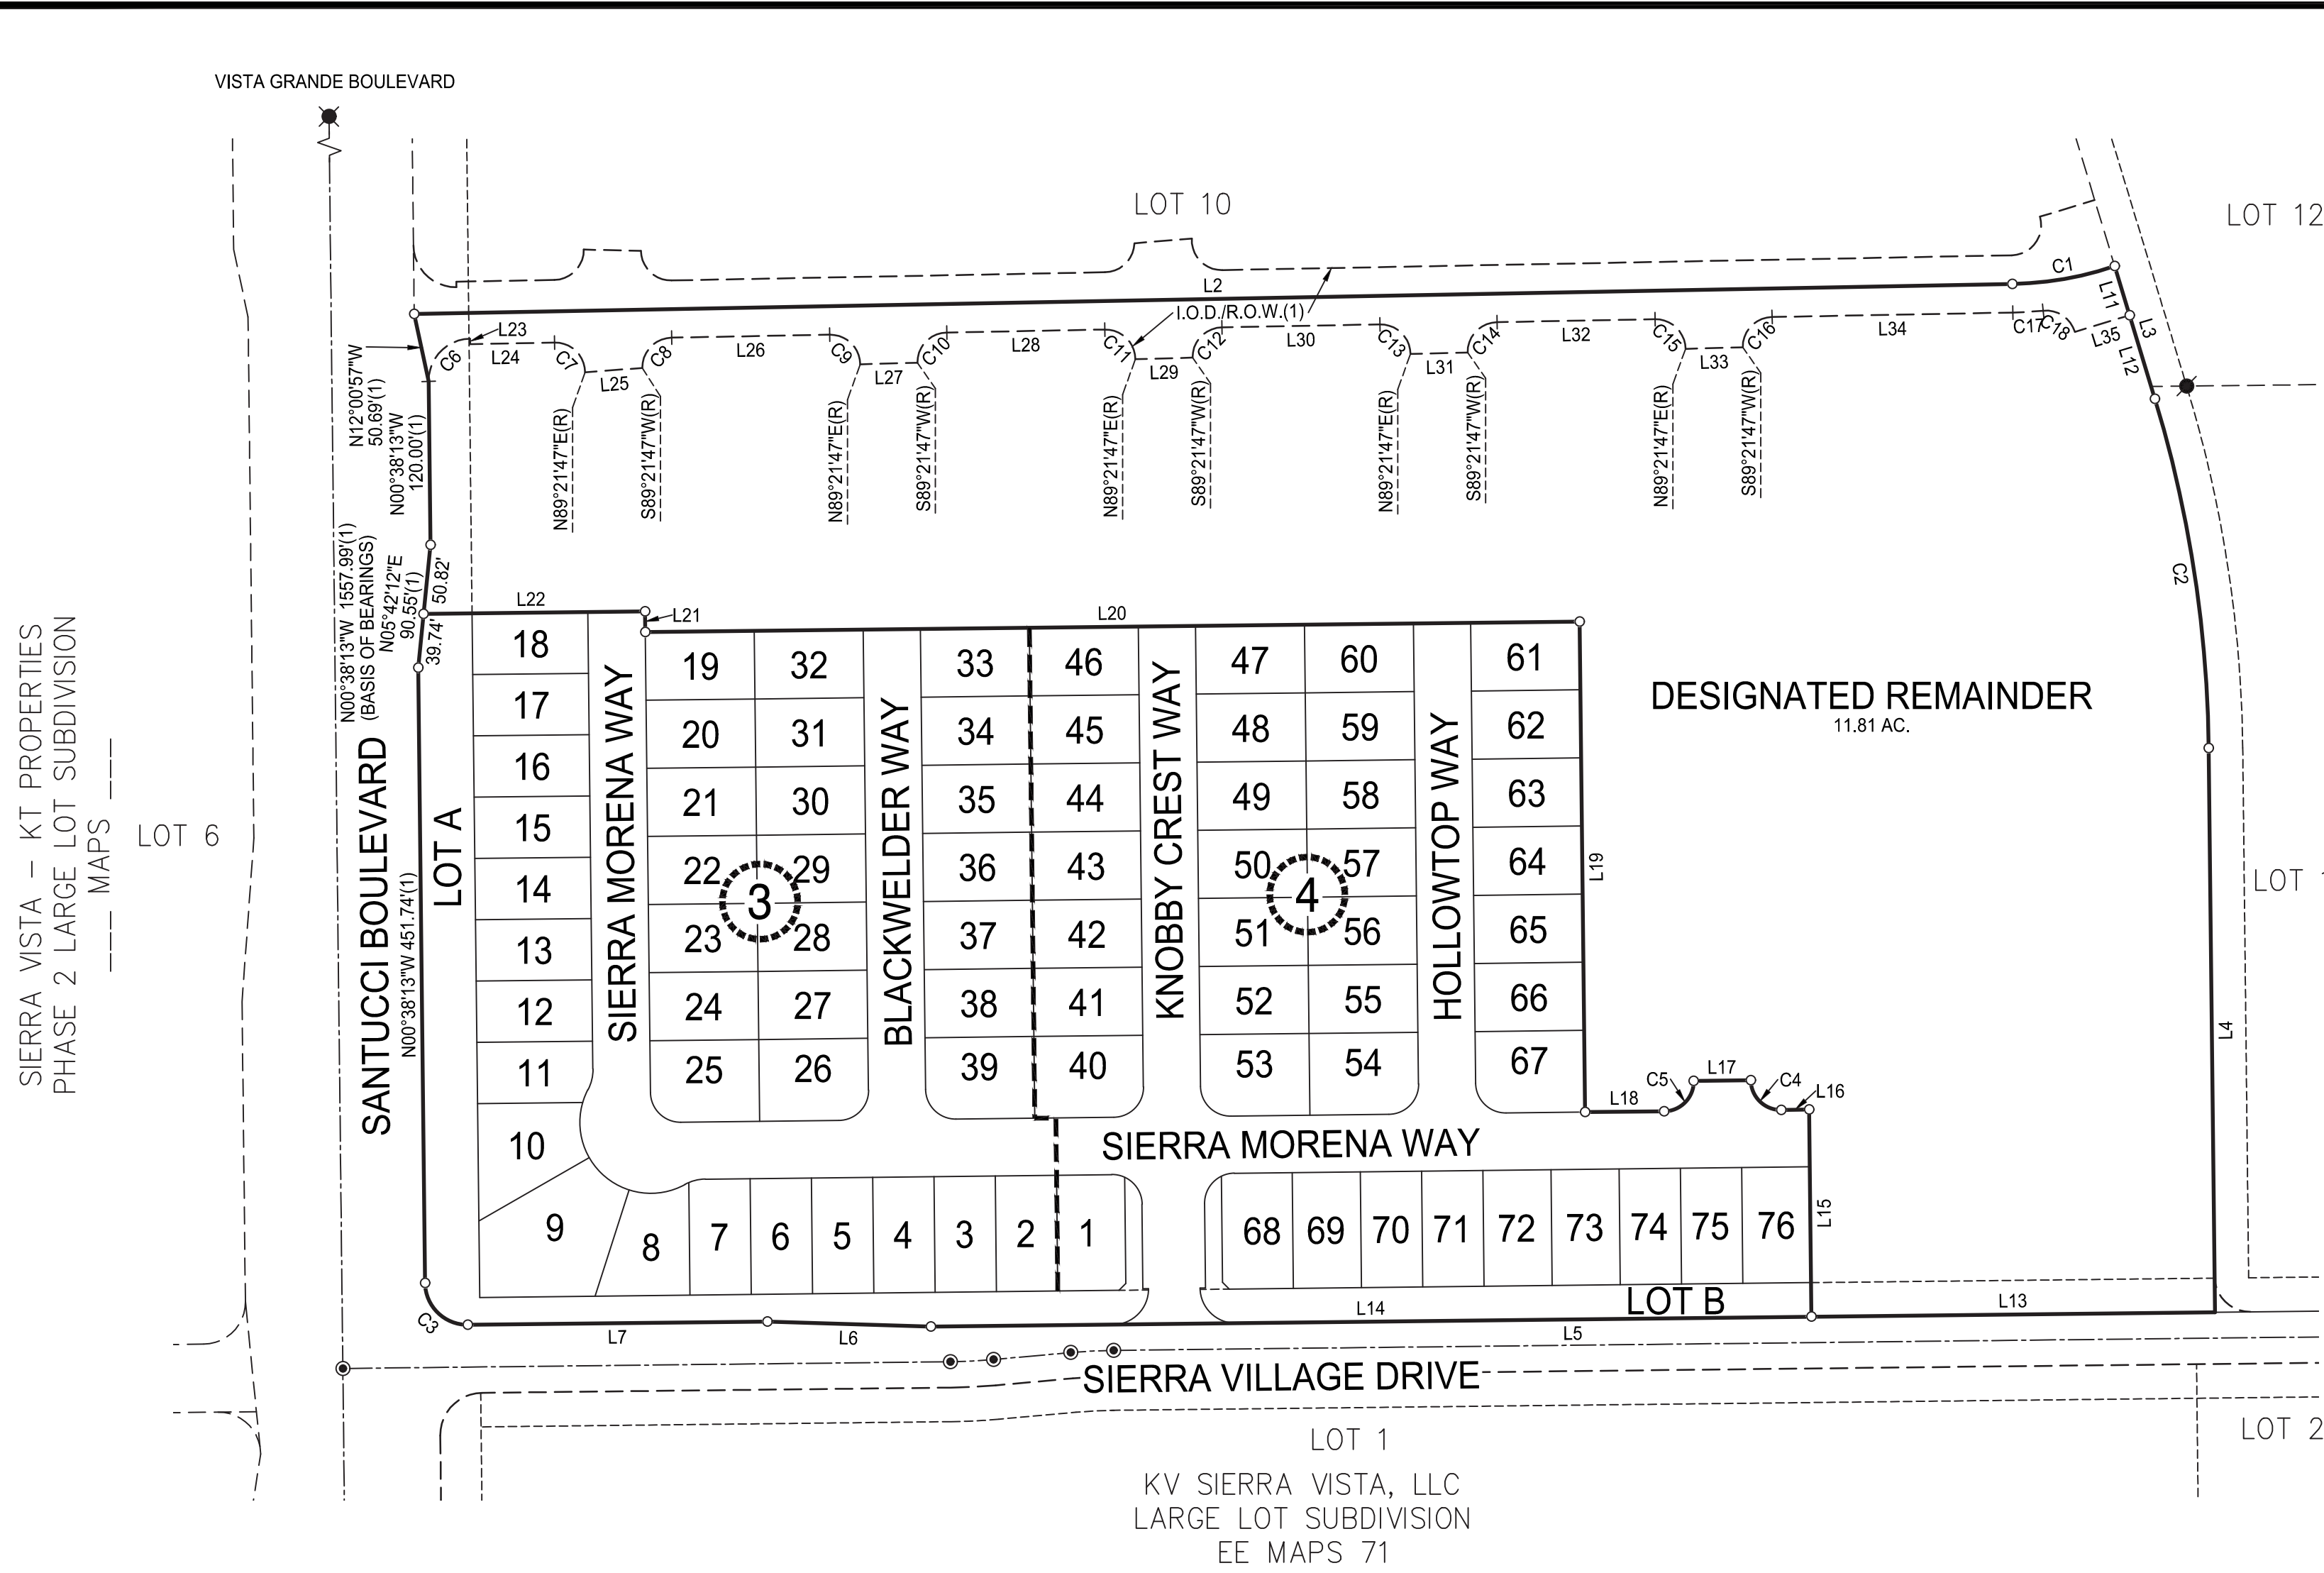 VISTA GRANDE BOULEVARD
LOT 10
LOT 12
C1
L2
L11
L3
L12
I.O.D./R.O.W.(1)
L23
L24
C6
C7
L25
C8
L26
C9
L27
C10
L28
C11
L29
C12
L30
C13
L31
C14
L32
C15
L33
C16
L34
C17
C18
L35
N12°00'57"W
50.69'(1)
N00°38'13"W
120.00'(1)
N89°21'47"E(R)
S89°21'47"W(R)
N89°21'47"E(R)
S89°21'47"W(R)
N89°21'47"E(R)
S89°21'47"W(R)
N89°21'47"E(R)
S89°21'47"W(R)
N89°21'47"E(R)
S89°21'47"W(R)
N00°38'13"W 1557.99'(1)
(BASIS OF BEARINGS)
N05°42'12"E
90.55'(1)
50.82'
39.74'
C2
L22
L21
L20
SIERRA VISTA - KT PROPERTIES
PHASE 2 LARGE LOT SUBDIVISION
MAPS
LOT 6
SANTUCCI BOULEVARD
N00°38'13"W 451.74'(1)
LOT A
18
17
16
15
14
13
12
11
10
9
SIERRA MORENA WAY
19
20
21
22
23
24
25
32
31
30
29
28
27
26
3
BLACKWELDER WAY
33
34
35
36
37
38
39
46
45
44
43
42
41
40
KNOBBY CREST WAY
47
48
49
50
51
52
53
60
59
58
57
56
55
54
4
HOLLOWTOP WAY
61
62
63
64
65
66
67
L19
DESIGNATED REMAINDER
11.81 AC.
LOT
L4
L18
C5
L17
C4
L16
L15
SIERRA MORENA WAY
8
7
6
5
4
3
2
1
68
69
70
71
72
73
74
75
76
LOT B
C3
L7
L6
L14
L5
L13
SIERRA VILLAGE DRIVE
LOT 1
LOT 2
KV SIERRA VISTA, LLC
LARGE LOT SUBDIVISION
EE MAPS 71